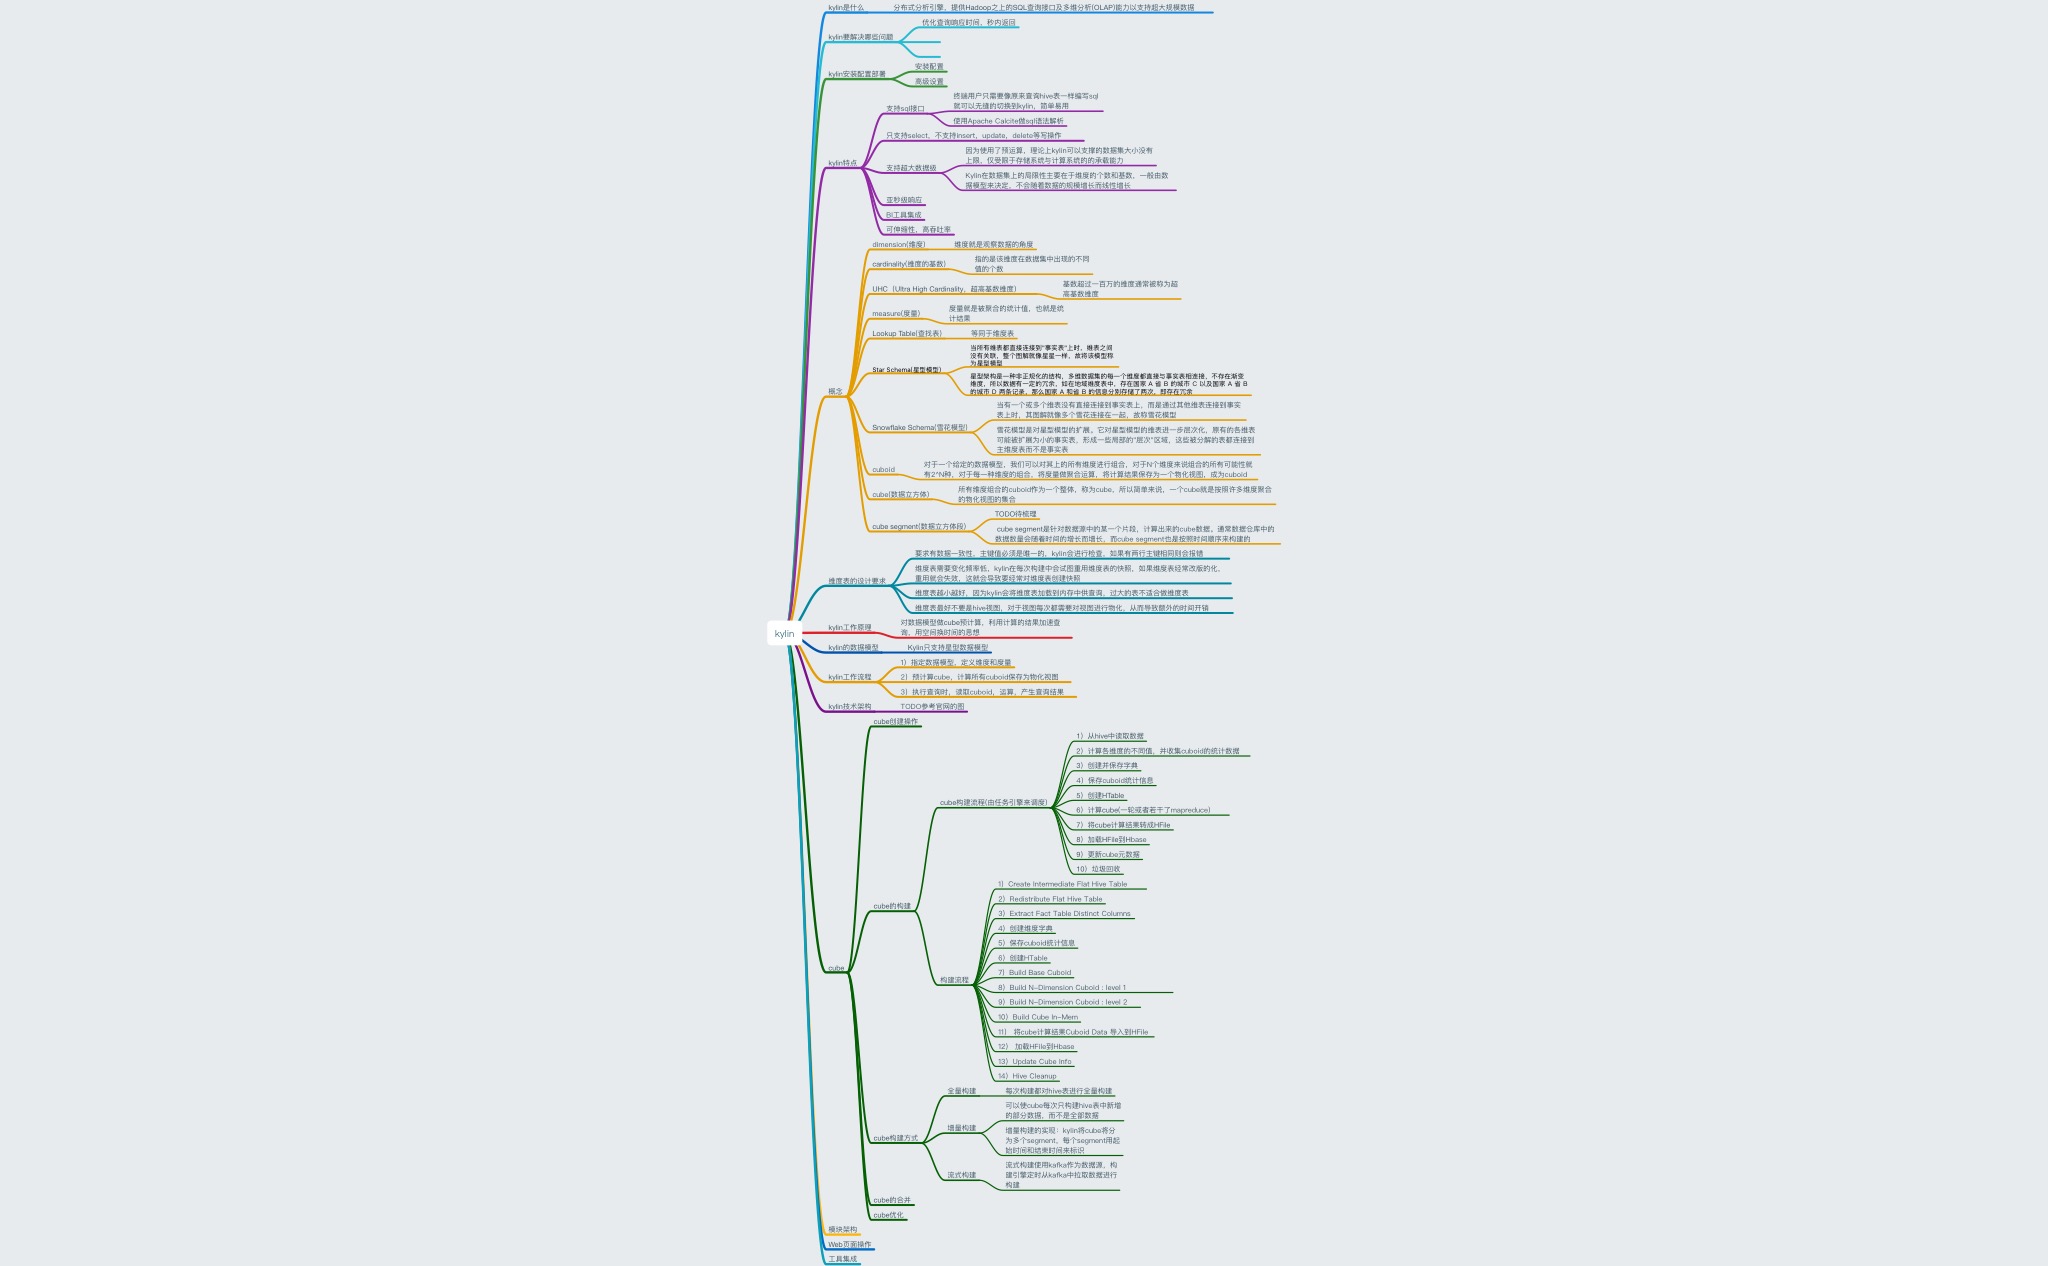 kylin
kylin是什么
分布式分析引擎，提供Hadoop之上的SQL查询接口及多维分析(OLAP)能力以支持超大规模数据
kylin要解决哪些问题
优化查询响应时间，秒内返回
kylin安装配置部署
安装配置
高级设置
kylin特点
支持sql接口
终端用户只需要像原来查询hive表一样编写sql
就可以无缝的切换到kylin，简单易用
使用Apache Calcite做sql语法解析
只支持select，不支持insert，update，delete等写操作
支持超大数据级
因为使用了预运算，理论上kylin可以支撑的数据集大小没有
上限，仅受限于存储系统与计算系统的的承载能力
Kylin在数据集上的局限性主要在于维度的个数和基数，一般由数
据模型来决定，不会随着数据的规模增长而线性增长
亚秒级响应
BI工具集成
可伸缩性，高吞吐率
概念
dimension(维度)
维度就是观察数据的角度
cardinality(维度的基数)
指的是该维度在数据集中出现的不同
值的个数
UHC（Ultra High Cardinality，超高基数维度）
基数超过一百万的维度通常被称为超
高基数维度
measure(度量)
度量就是被聚合的统计值，也就是统
计结果
Lookup Table(查找表)
等同于维度表
Star Schema(星型模型)
当所有维表都直接连接到"事实表"上时，维表之间
没有关联，整个图解就像星星一样，故将该模型称
为星型模型
星型架构是一种非正规化的结构，多维数据集的每一个维度都直接与事实表相连接，不存在渐变
维度，所以数据有一定的冗余，如在地域维度表中，存在国家 A 省 B 的城市 C 以及国家 A 省 B
的城市 D 两条记录，那么国家 A 和省 B 的信息分别存储了两次，即存在冗余
Snowflake Schema(雪花模型)
当有一个或多个维表没有直接连接到事实表上，而是通过其他维表连接到事实
表上时，其图解就像多个雪花连接在一起，故称雪花模型
雪花模型是对星型模型的扩展。它对星型模型的维表进一步层次化，原有的各维表
可能被扩展为小的事实表，形成一些局部的"层次"区域，这些被分解的表都连接到
主维度表而不是事实表
cuboid
对于一个给定的数据模型，我们可以对其上的所有维度进行组合，对于N个维度来说组合的所有可能性就
有2^N种，对于每一种维度的组合，将度量做聚合运算，将计算结果保存为一个物化视图，成为cuboid
cube(数据立方体)
所有维度组合的cuboid作为一个整体，称为cube，所以简单来说，一个cube就是按照许多维度聚合
的物化视图的集合
cube segment(数据立方体段)
TODO待梳理
cube segment是针对数据源中的某一个片段，计算出来的cube数据。通常数据仓库中的
数据数量会随着时间的增长而增长，而cube segment也是按照时间顺序来构建的
维度表的设计要求
要求有数据一致性，主键值必须是唯一的，kylin会进行检查，如果有两行主键相同则会报错
维度表需要变化频率低，kylin在每次构建中会试图重用维度表的快照，如果维度表经常改版的化，
重用就会失效，这就会导致要经常对维度表创建快照
维度表越小越好，因为kylin会将维度表加载到内存中供查询，过大的表不适合做维度表
维度表最好不要是hive视图，对于视图每次都需要对视图进行物化，从而导致额外的时间开销
kylin工作原理
对数据模型做cube预计算，利用计算的结果加速查
询，用空间换时间的思想
kylin的数据模型
Kylin只支持星型数据模型
kylin工作流程
1）指定数据模型，定义维度和度量
2）预计算cube，计算所有cuboid保存为物化视图
3）执行查询时，读取cuboid，运算，产生查询结果
kylin技术架构
TODO参考官网的图
cube
cube创建操作
cube的构建
cube构建流程(由任务引擎来调度)
1）从hive中读取数据
2）计算各维度的不同值，并收集cuboid的统计数据
3）创建并保存字典
4）保存cuboid统计信息
5）创建HTable
6）计算cube(一轮或者若干了mapreduce)
7）将cube计算结束转成HFile
8）加载HFile到Hbase
9）更新cube元数据
10）垃圾回收
构建流程
1）Create Intermediate Flat Hive Table
2）Redistribute Flat Hive Table
3）Extract Fact Table Distinct Columns
4）创建维度字典
5）保存cuboid统计信息
6）创建HTable
7）Build Base Cuboid
8）Build N-Dimension Cuboid : level 1
9）Build N-Dimension Cuboid : level 2
10）Build Cube In-Mem
11） 将cube计算结果Cuboid Data 导入到HFile
12） 加载HFile到Hbase
13）Update Cube Info
14）Hive Cleanup
cube构建方式
全量构建
每次构建都对hive表进行全量构建
增量构建
可以使cube每次只构建hive表中新增
的部分数据，而不是全部数据
增量构建的实现：kylin将cube将分
为多个segment，每个segment用起
始时间和结束时间来标识
流式构建
流式构建使用kafka作为数据源，构
建引擎定时从kafka中拉取数据进行
构建
cube的合并
cube优化
模块架构
Web页面操作
工具集成